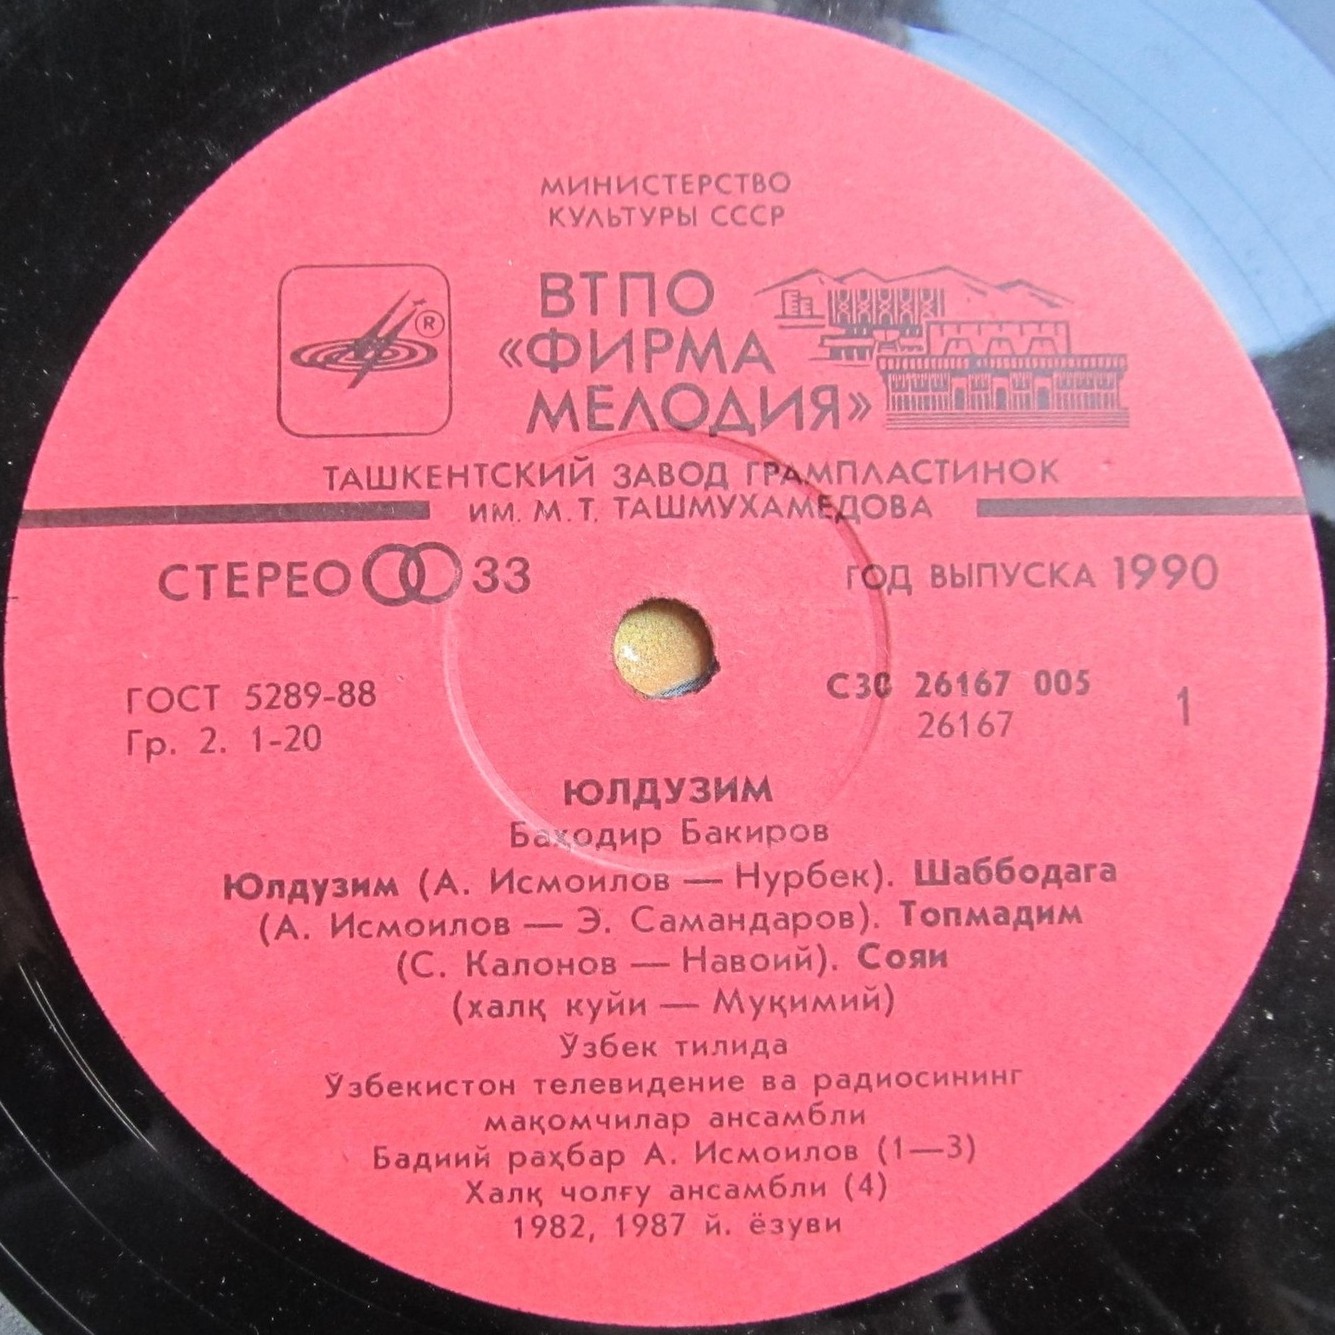 МИНИСТЕРСТВО
КУЛЬТУРЫ СССР
ВТПО
«ФИРМА
МЕЛОДИЯ»
®
ТАШКЕНТСКИЙ ЗАВОД ГРАМПЛАСТИНОК
ИМ. М. Т. ТАШМУХАМЕДОВА
СТЕРЕО 33
ГОД ВЫПУСКА 1990
ГОСТ 5289-88
Гр. 2. 1-20
С30 26167 005
26167
1
ЮЛДУЗИМ
Баҳодир Бакиров
Юлдузим (А. Исмоилов — Нурбек). Шаббодага
(А. Исмоилов — Э. Самандаров). Топмадим
(С. Калонов — Навоий). Сояи
(халқ куйи — Муқимий)
Ўзбек тилида
Ўзбекистон телевидение ва радиосининг
мақомчилар ансамбли
Бадиий раҳбар А. Исмоилов (1—3)
Халқ чолғу ансамбли (4)
1982, 1987 й. ёзуви